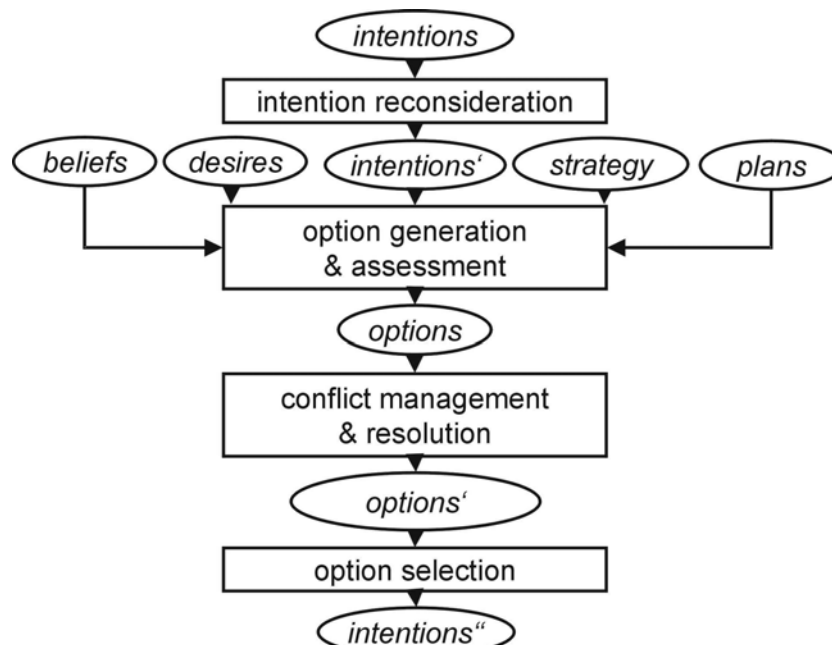 intentions
intention reconsideration
beliefs
desires
intentions‘
strategy
plans
option generation
& assessment
options
conflict management
& resolution
options‘
option selection
intentions“